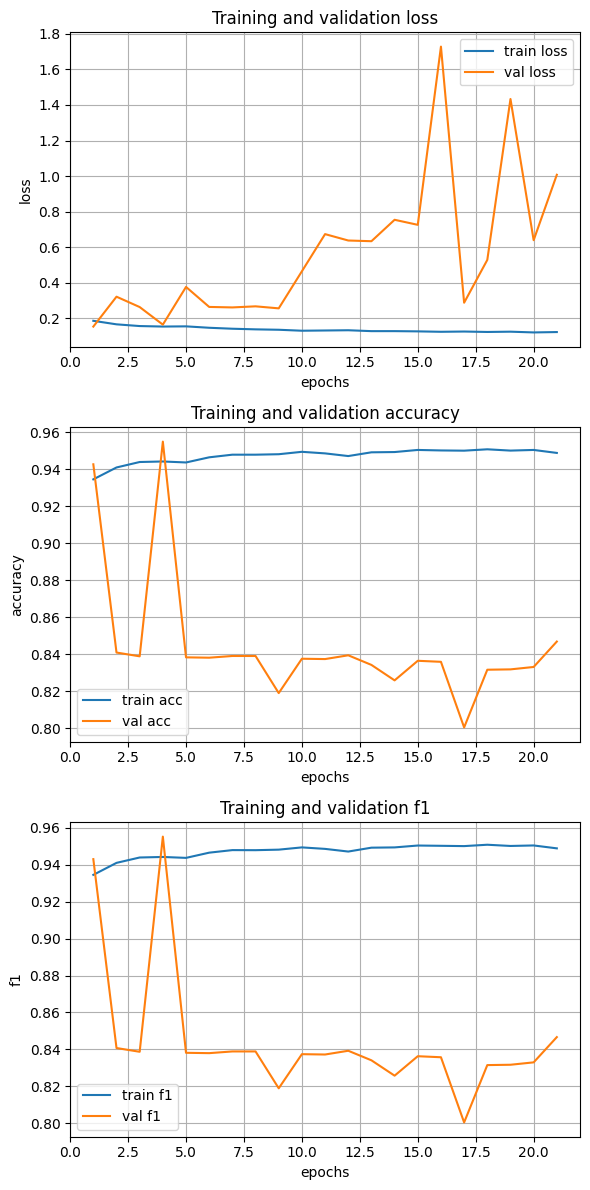 Training and validation loss
1.8
1.6
1.4
1.2
1.0
0.8
0.6
0.4
0.2
loss
train loss
val loss
0.0 2.5 5.0 7.5 10.0 12.5 15.0 17.5 20.0
epochs
Training and validation accuracy
0.96
0.94
0.92
0.90
0.88
0.86
0.84
0.82
0.80
accuracy
train acc
val acc
0.0 2.5 5.0 7.5 10.0 12.5 15.0 17.5 20.0
epochs
Training and validation f1
0.96
0.94
0.92
0.90
0.88
0.86
0.84
0.82
0.80
f1
train f1
val f1
0.0 2.5 5.0 7.5 10.0 12.5 15.0 17.5 20.0
epochs